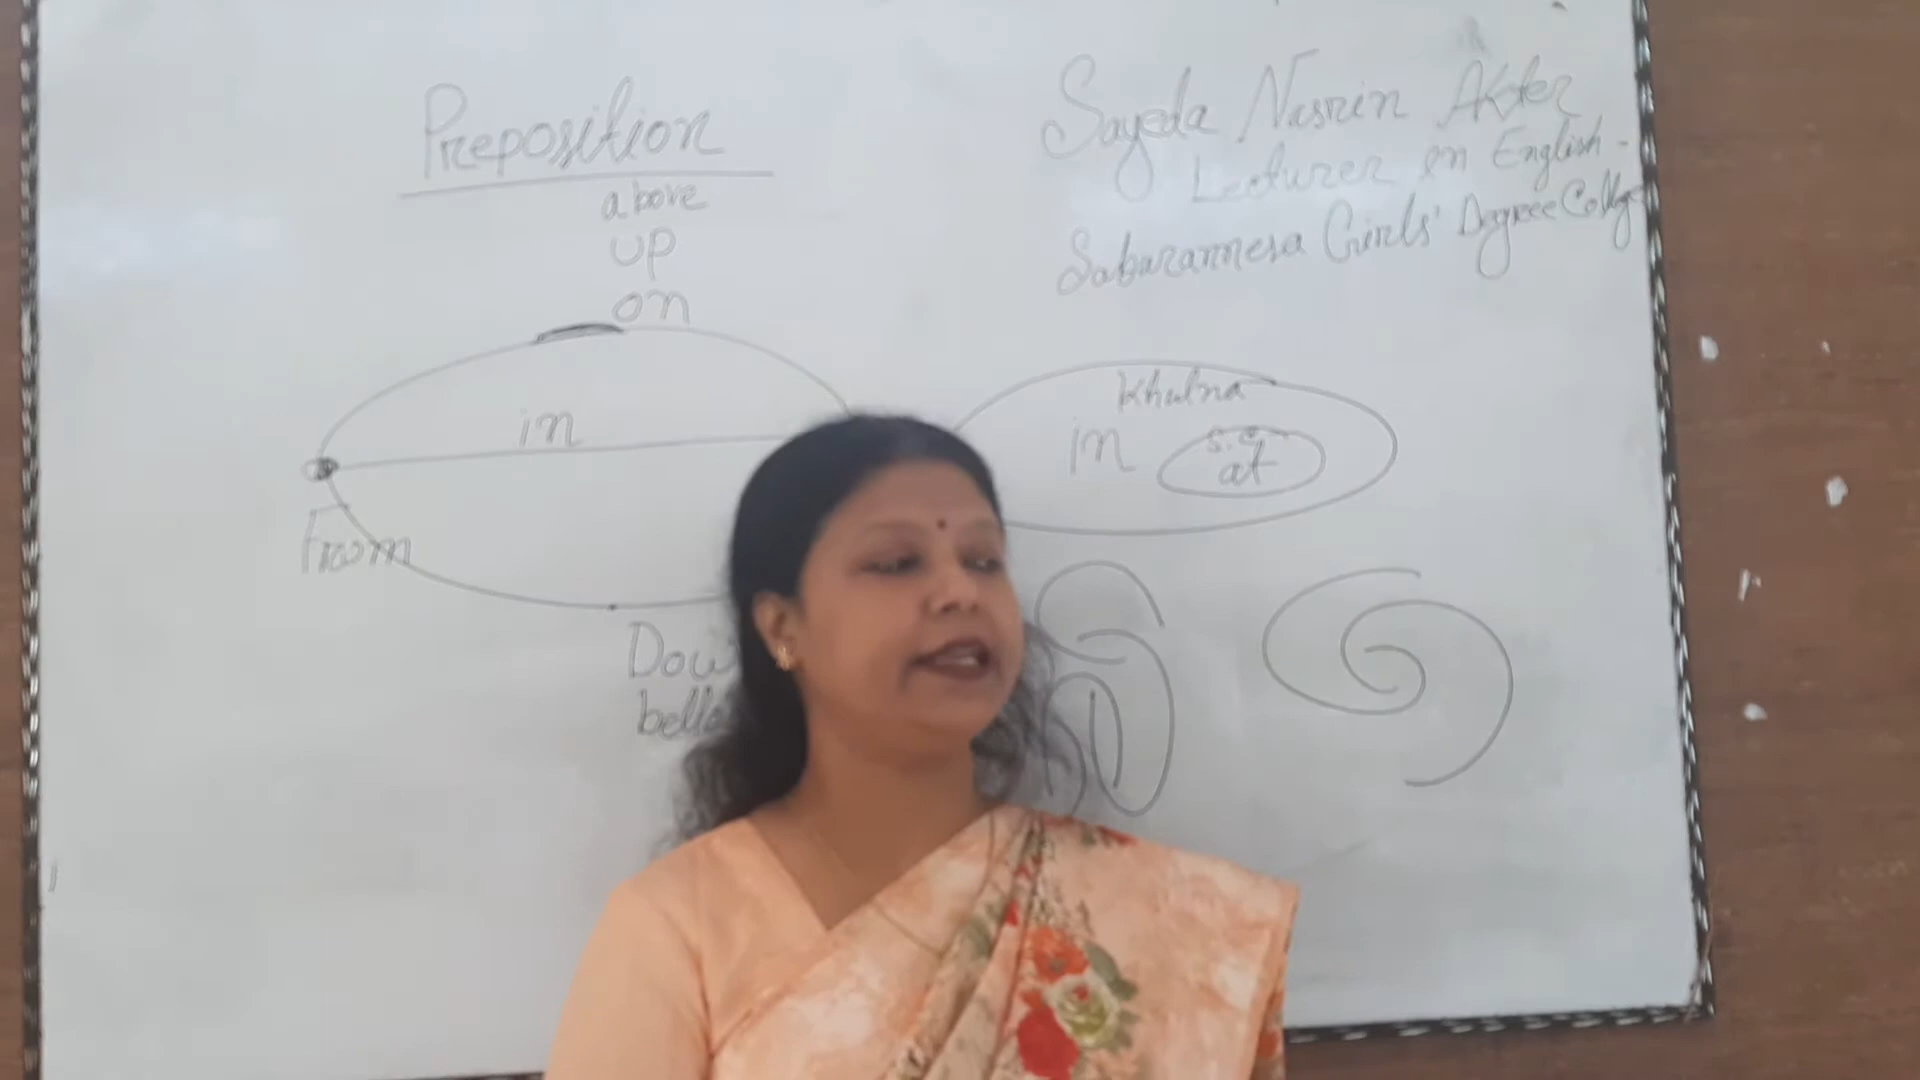 Preposition
above
up
on
in
From
Sayeda Nasrin Akter
Lecturer in English -
Sabarannesa Girls' Degree College
Khulna
in
at